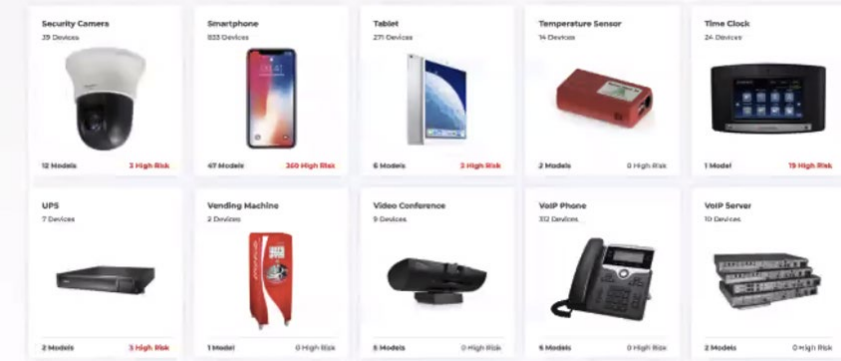 Security Camera
39 Devices
12 Models 3 High Risk
Smartphone
833 Devices
47 Models 360 High Risk
Tablet
271 Devices
6 Models 3 High Risk
Temperature Sensor
14 Devices
2 Models 0 High Risk
Time Clock
24 Devices
1 Model 19 High Risk
UPS
7 Devices
2 Models 3 High Risk
Vending Machine
2 Devices
1 Model 0 High Risk
Video Conference
9 Devices
5 Models 0 High Risk
VoIP Phone
312 Devices
6 Models 0 High Risk
VoIP Server
10 Devices
2 Models 0 High Risk